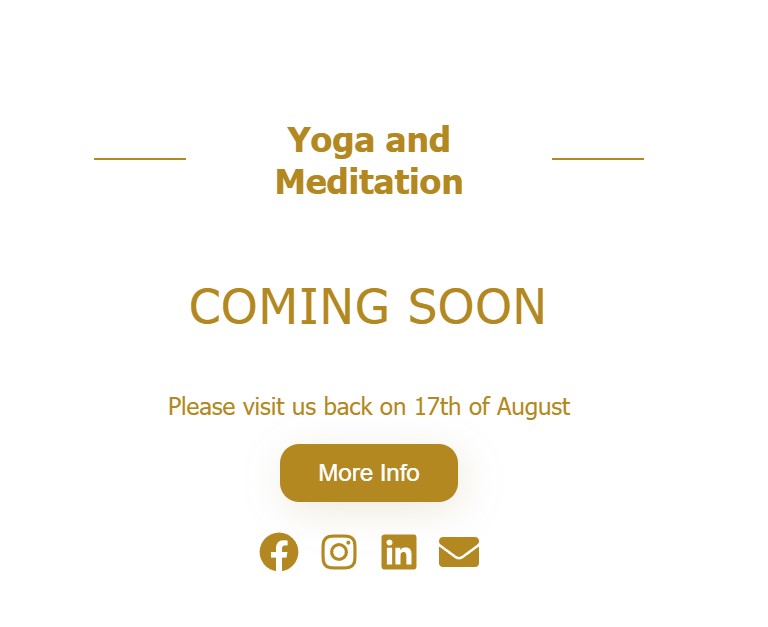 Yoga and
Meditation
COMING SOON
Please visit us back on 17th of August
More Info